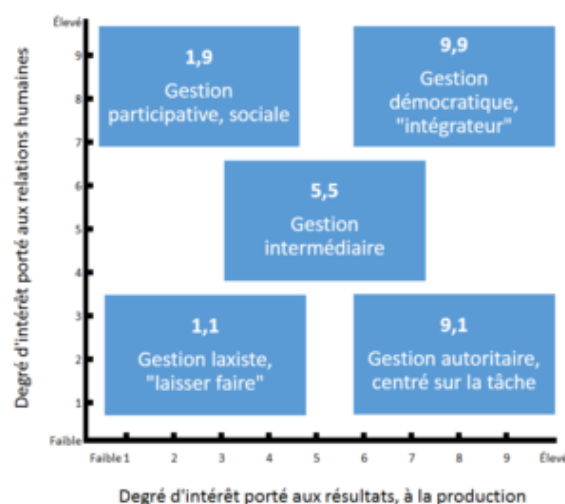 Degré d'intérêt porté aux relations humaines
Élevé
9
8
7
6
5
4
3
2
1
Faible
1,9
Gestion
participative, sociale
9,9
Gestion
démocratique,
"intégrateur"
5,5
Gestion
intermédiaire
1,1
Gestion laxiste,
"laisser faire"
9,1
Gestion autoritaire,
centré sur la tâche
Faible 1 2 3 4 5 6 7 8 9 Élevé
Degré d'intérêt porté aux résultats, à la production